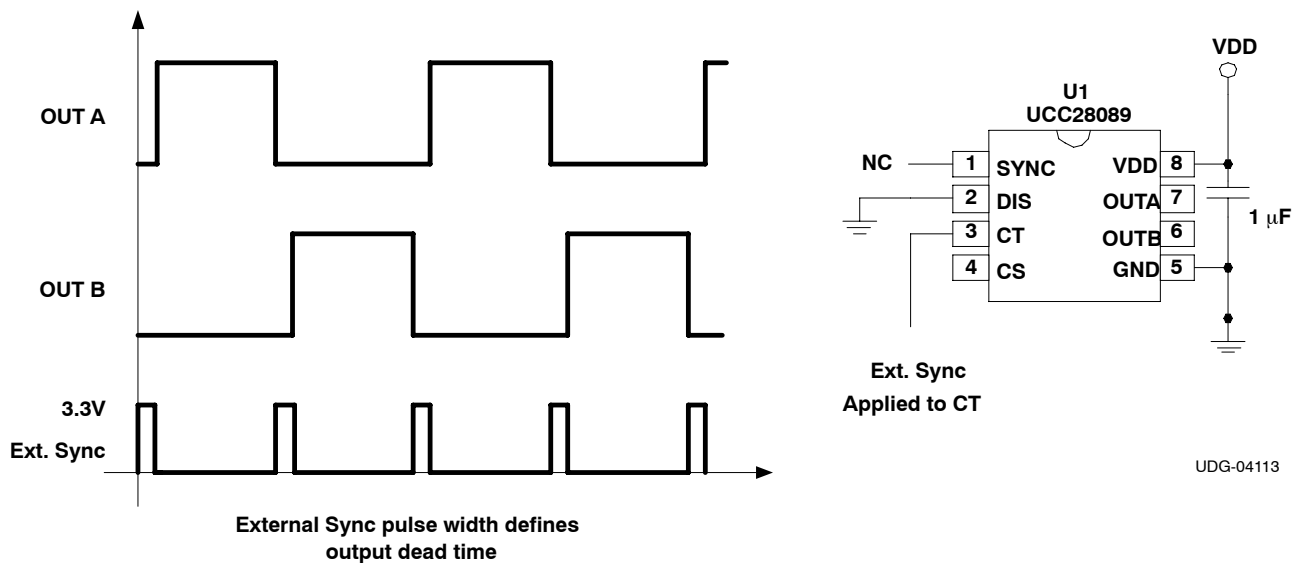 OUT A
OUT B
3.3V
Ext. Sync
External Sync pulse width defines
output dead time
VDD
U1
UCC28089
NC
1 SYNC
VDD 8
2 DIS
OUTA 7
1 μF
3 CT
OUTB 6
4 CS
GND 5
Ext. Sync
Applied to CT
UDG-04113